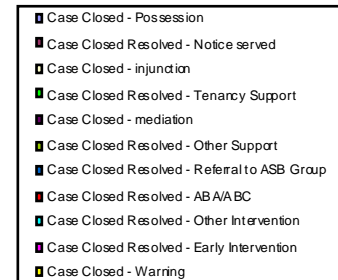 Case Closed - Possession
Case Closed Resolved - Notice served
Case Closed - injunction
Case Closed Resolved - Tenancy Support
Case Closed - mediation
Case Closed Resolved - Other Support
Case Closed Resolved - Referral to ASB Group
Case Closed Resolved - ABA/ABC
Case Closed Resolved - Other Intervention
Case Closed Resolved - Early Intervention
Case Closed - Warning